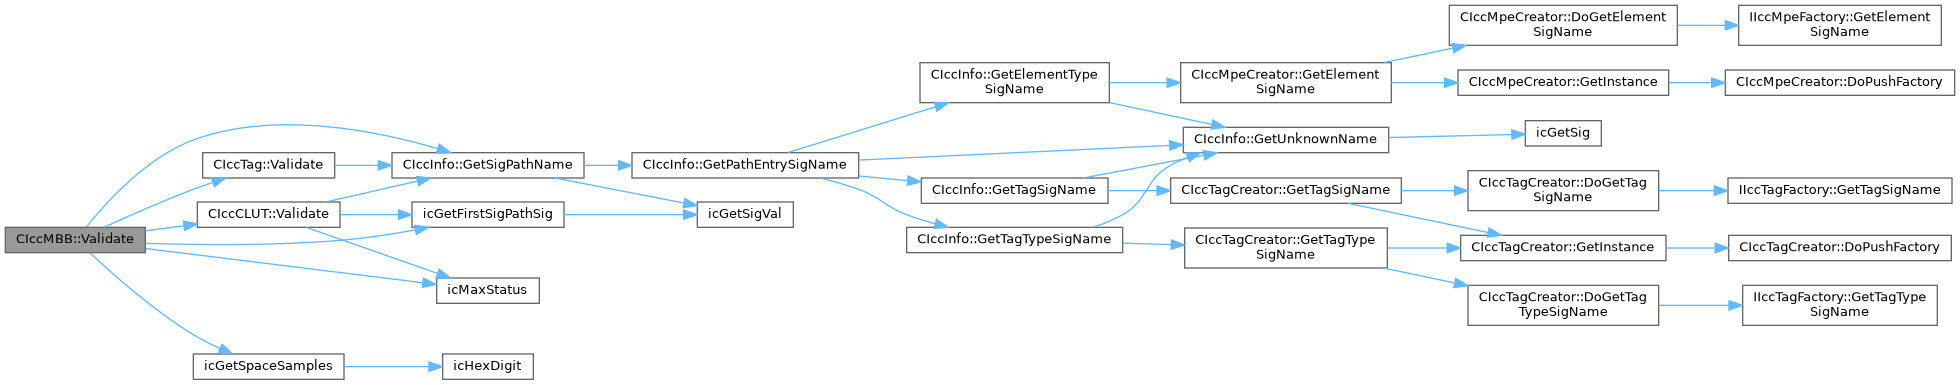 CIccMBB::Validate
CIccTag::Validate
CIccCLUT::Validate
icGetSpaceSamples
CIccInfo::GetSigPathName
icGetFirstSigPathSig
icMaxStatus
icHexDigit
CIccInfo::GetPathEntrySigName
icGetSigVal
CIccInfo::GetElementType
SigName
CIccInfo::GetTagSigName
CIccInfo::GetTagTypeSigName
CIccMpeCreator::GetElement
SigName
CIccInfo::GetUnknownName
CIccTagCreator::GetTagSigName
CIccTagCreator::GetTagType
SigName
CIccMpeCreator::DoGetElement
SigName
CIccMpeCreator::GetInstance
icGetSig
CIccTagCreator::DoGetTag
SigName
CIccTagCreator::GetInstance
CIccTagCreator::DoGetTag
TypeSigName
IIccMpeFactory::GetElement
SigName
CIccMpeCreator::DoPushFactory
IIccTagFactory::GetTagSigName
CIccTagCreator::DoPushFactory
IIccTagFactory::GetTagType
SigName